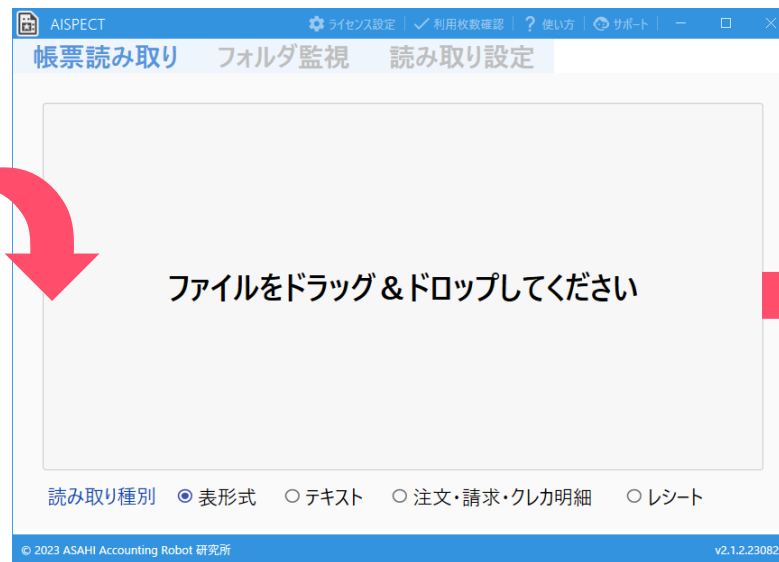 AISPECT ライセンス設定 利用枚数確認 ? 使い方 サポート
帳票読み取り フォルダ監視 読み取り設定
ファイルをドラッグ&ドロップしてください
読み取り種別 表形式 テキスト 注文・請求・クレカ明細 レシート
© 2023 ASAHI Accounting Robot 研究所 v2.1.2.23082